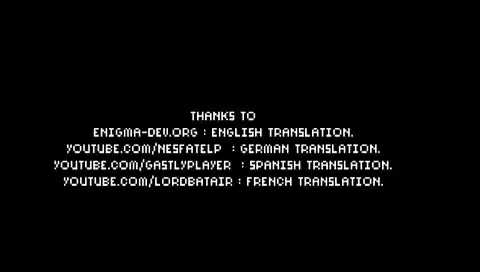 THANKS TO
ENIGMA-DEV.ORG : ENGLISH TRANSLATION.
YOUTUBE.COM/NESFATELP : GERMAN TRANSLATION.
YOUTUBE.COM/GASTLYPLAYER : SPANISH TRANSLATION.
YOUTUBE.COM/LORDBATAIR : FRENCH TRANSLATION.